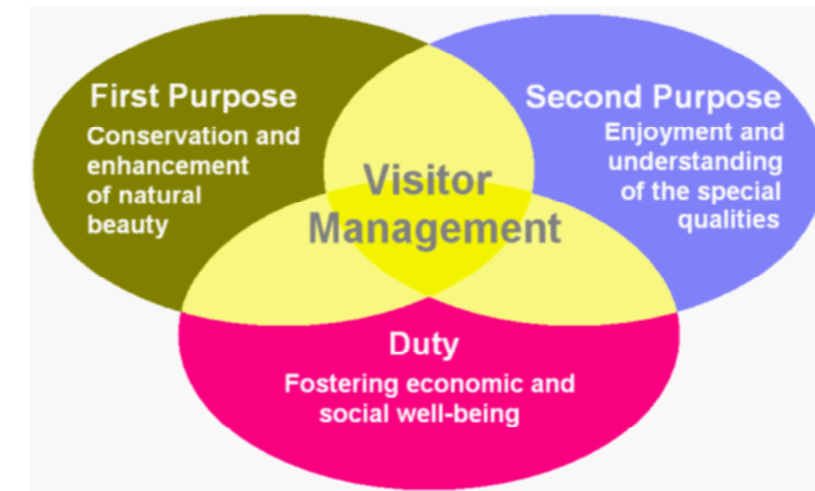 First Purpose
Conservation and
enhancement
of natural
beauty
Second Purpose
Enjoyment and
understanding
of the special
qualities
Visitor
Management
Duty
Fostering economic and
social well-being